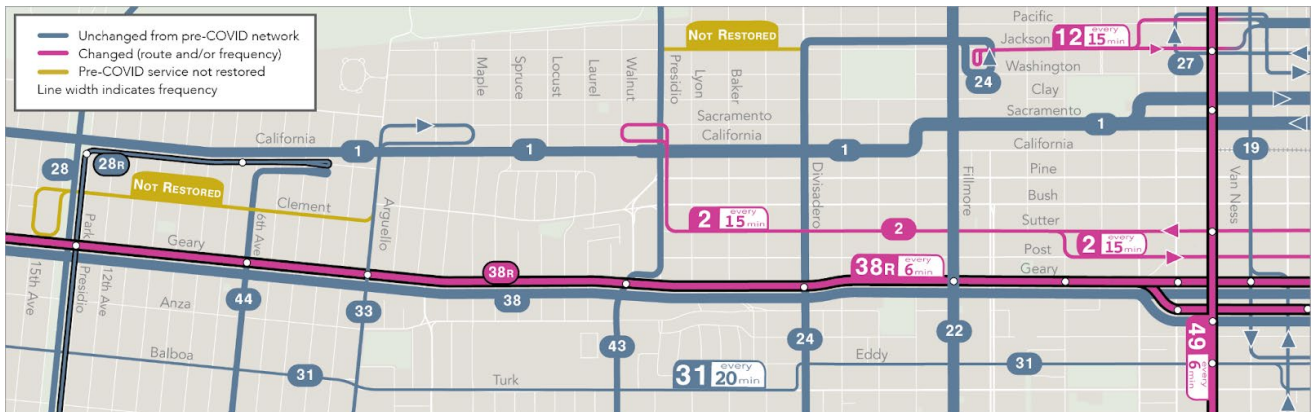 Unchanged from pre-COVID network
Changed (route and/or frequency)
Pre-COVID service not restored
Line width indicates frequency
Pacific
Jackson
12 every 15 min
27
Washington
24
Clay
Sacramento
California
Pine
Bush
Sutter
Post
Geary
NOT RESTORED
Maple
Spruce
Locust
Laurel
Walnut
Presidio
Lyon
Baker
Sacramento
California
California
1
1
1
1
19
28
28R
NOT RESTORED
Clement
6th Ave
Arguello
Divisadero
Fillmore
Van Ness
2 every 15 min
2
2 every 15 min
Park Presidio
Geary
15th Ave
12th Ave
38R
38
38R every 6 min
Anza
44
33
43
24
22
49 every 6 min
Balboa
31
Turk
31 every 20 min
Eddy
31